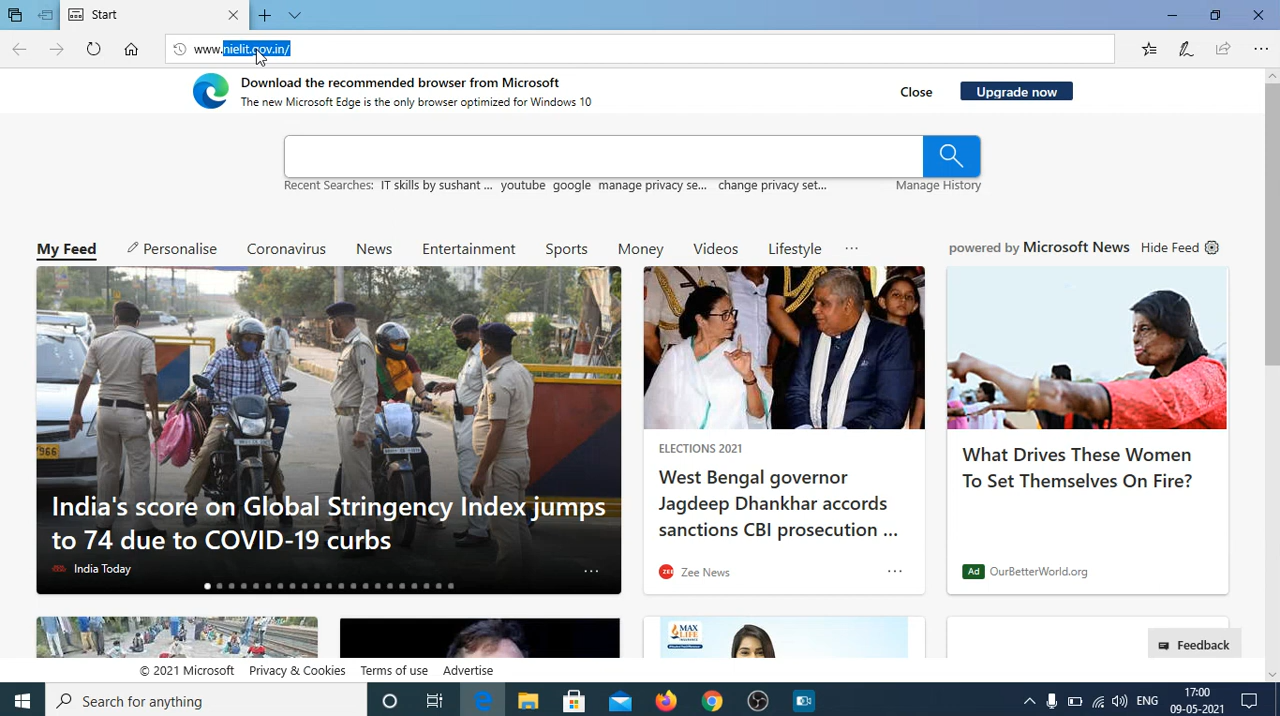 Start
www.nielit.gov.in/
Download the recommended browser from Microsoft
The new Microsoft Edge is the only browser optimized for Windows 10
Close
Upgrade now
Recent Searches: IT skills by sushant ... youtube google manage privacy se... change privacy set...
Manage History
My Feed
Personalise
Coronavirus
News
Entertainment
Sports
Money
Videos
Lifestyle
...
powered by Microsoft News
Hide Feed
India's score on Global Stringency Index jumps
to 74 due to COVID-19 curbs
India Today
...
ELECTIONS 2021
West Bengal governor
Jagdeep Dhankhar accords
sanctions CBI prosecution ...
ZEE
Zee News
...
What Drives These Women
To Set Themselves On Fire?
Ad
OurBetterWorld.org
MAX
LIFE
INSURANCE
Feedback
© 2021 Microsoft
Privacy & Cookies
Terms of use
Advertise
Search for anything
ENG
17:00
09-05-2021